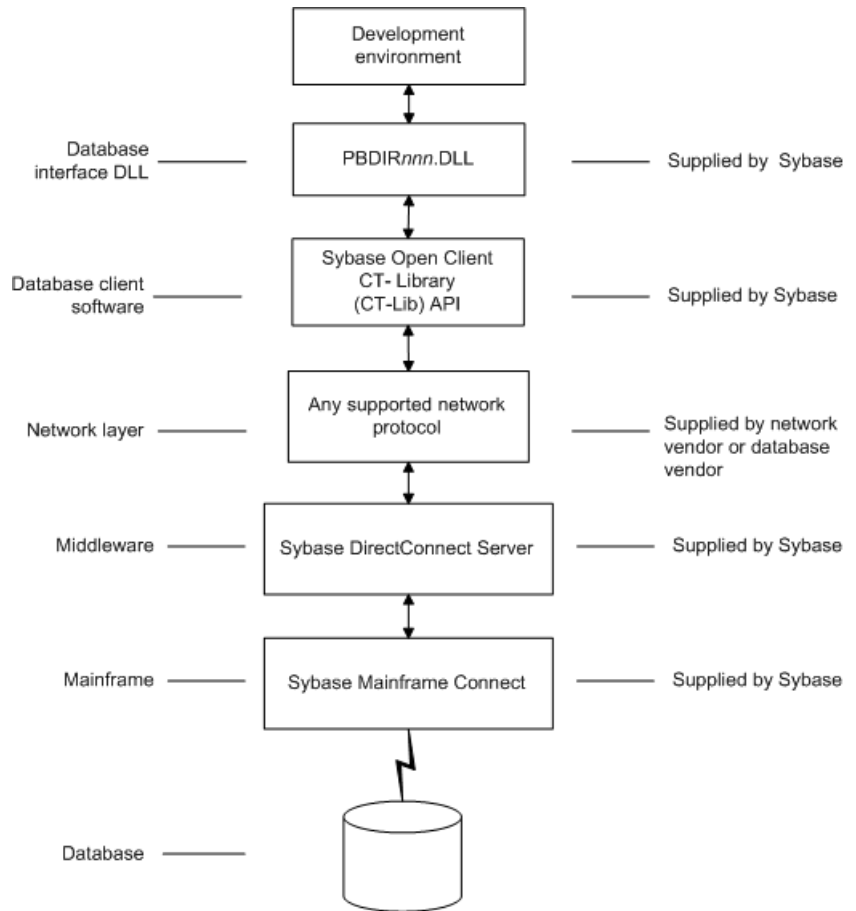 Development
environment
Database
interface DLL
PBDIRnnn.DLL
Supplied by Sybase
Database client
software
Sybase Open Client
CT- Library
(CT-Lib) API
Supplied by Sybase
Network layer
Any supported network
protocol
Supplied by network
vendor or database
vendor
Middleware
Sybase DirectConnect Server
Supplied by Sybase
Mainframe
Sybase Mainframe Connect
Supplied by Sybase
Database